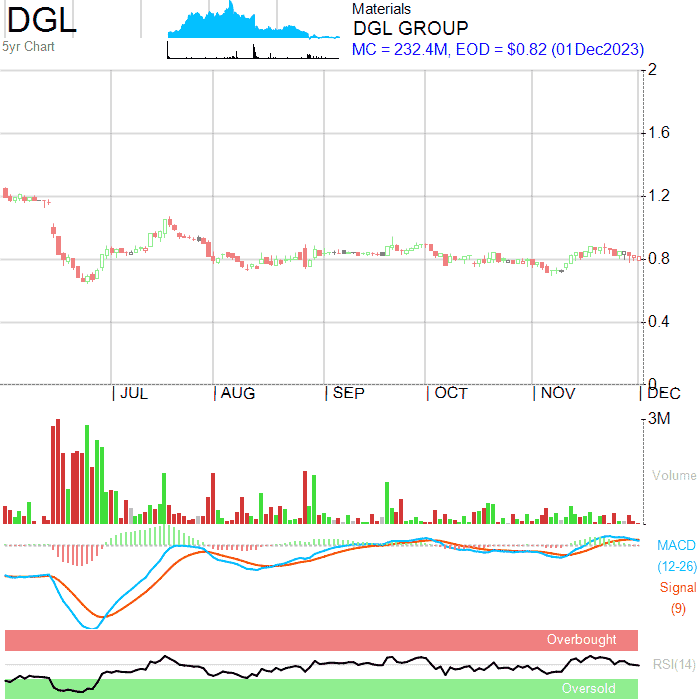 DGL
5yr Chart
Materials
DGL GROUP
MC = 232.4M, EOD = $0.82 (01Dec2023)
2
1.6
1.2
0.8
0.4
0
JUL AUG SEP OCT NOV DEC
3M
Volume
MACD
(12-26)
Signal
(9)
Overbought
RSI(14)
Oversold